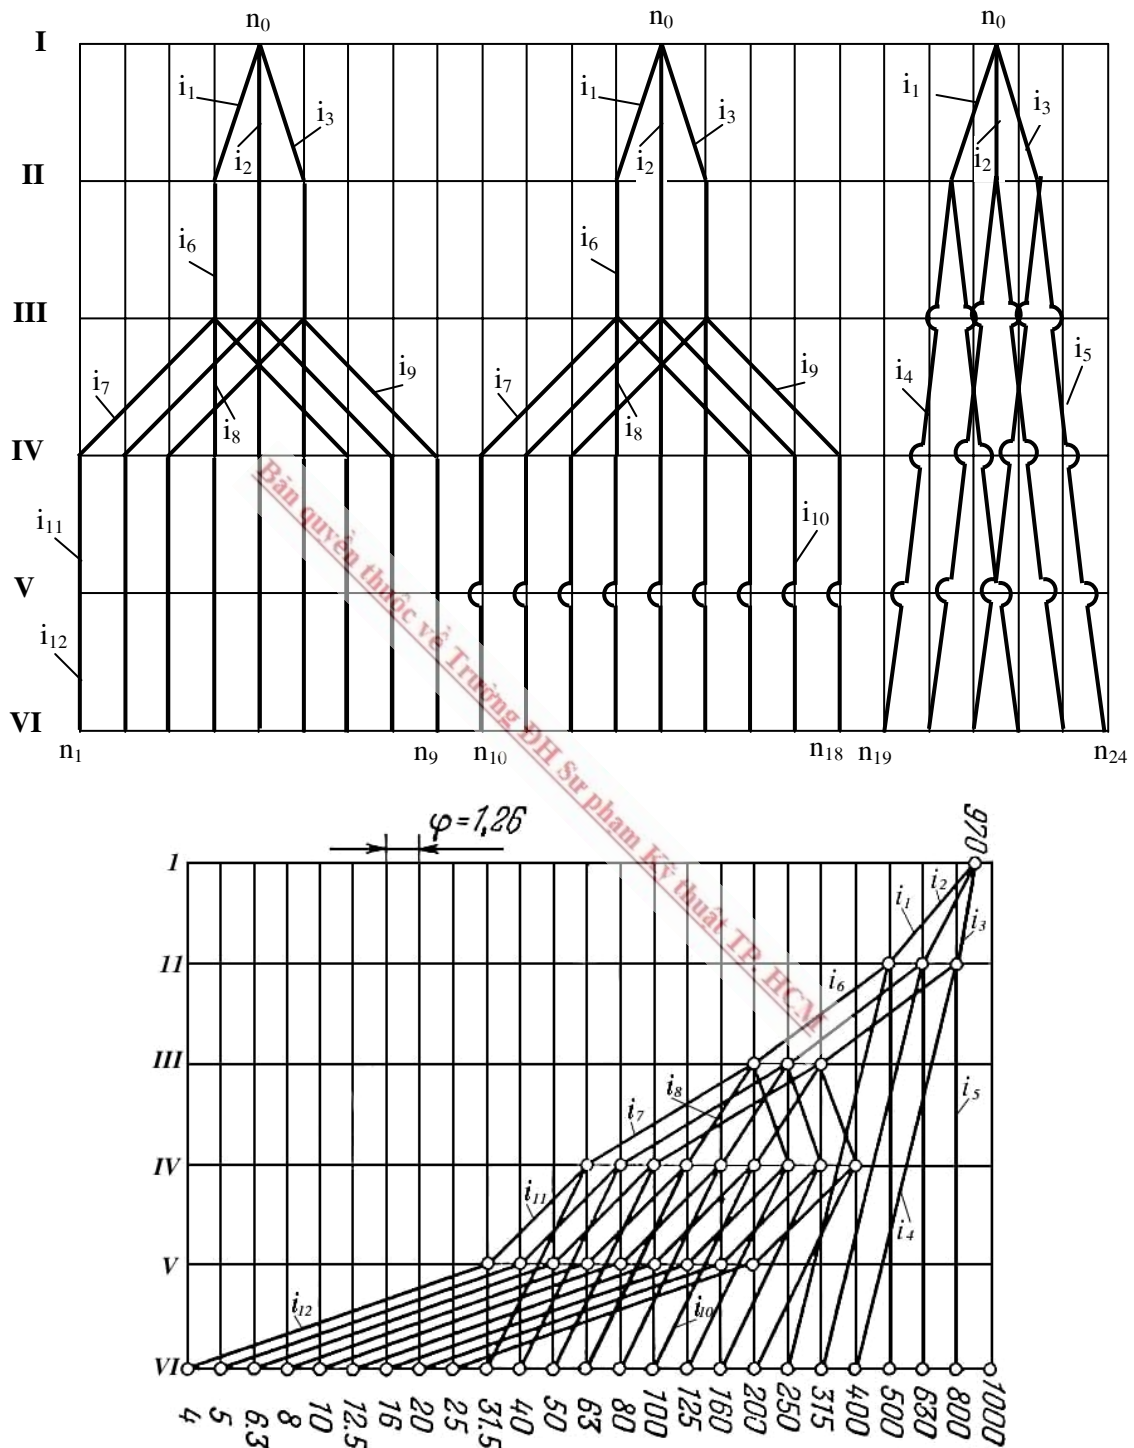 n₀ n₀ n₀
I
i₁ i₂ i₃ i₁ i₂ i₃ i₁ i₂ i₃
II
i₆ i₆
III
i₇ i₈ i₉ i₇ i₈ i₉ i₄ i₅
IV
i₁₁ i₁₀
V
i₁₂
VI
n₁ n₉ n₁₀ n₁₈ n₁₉ n₂₄
Bản quyền thuộc về Trường ĐH Sư phạm Kỹ thuật TP. HCM
φ=1,26
970
1
i₁ i₂ i₃
11
i₆
III
i₇ i₈ i₅
IV
i₁₁ i₄
V
i₁₂ i₁₀
VI
4 5 6.3 8 10 12.5 16 20 25 31.5 40 50 63 80 100 125 160 200 250 315 400 500 630 800 1000